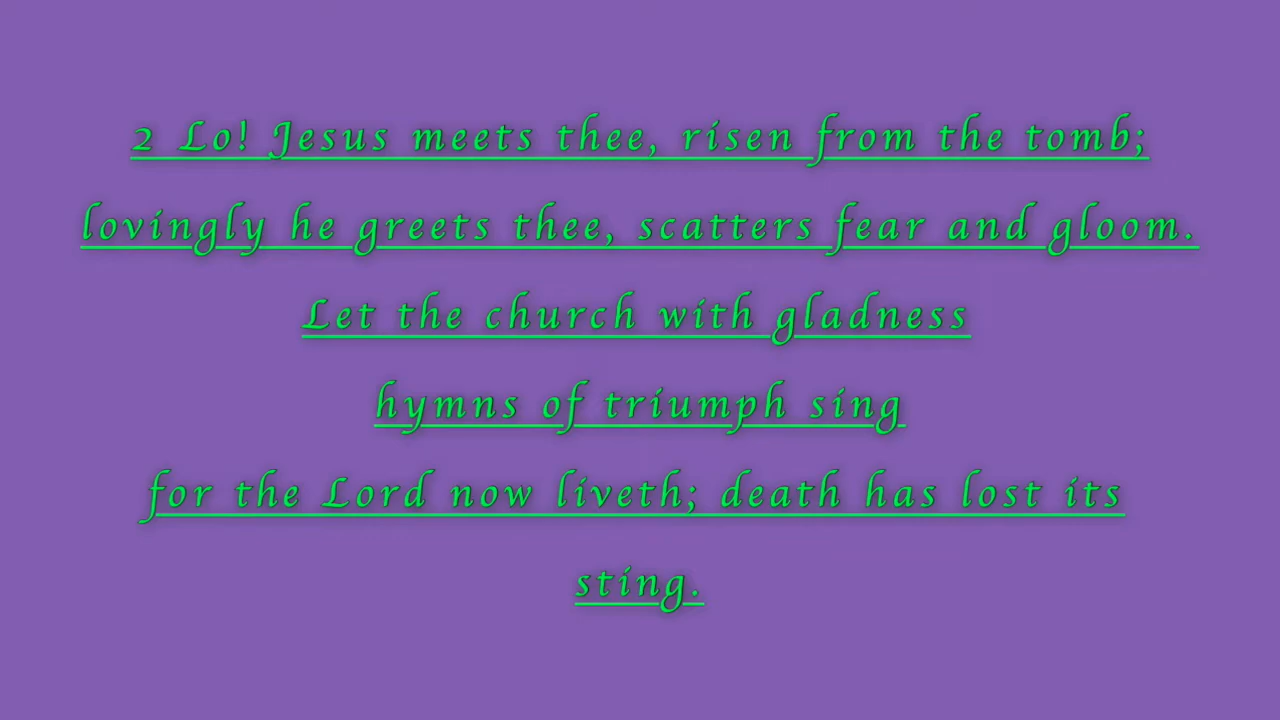 2 Lo! Jesus meets thee, risen from the tomb;
lovingly he greets thee, scatters fear and gloom.
Let the church with gladness
hymns of triumph sing
for the Lord now liveth; death has lost its
sting.